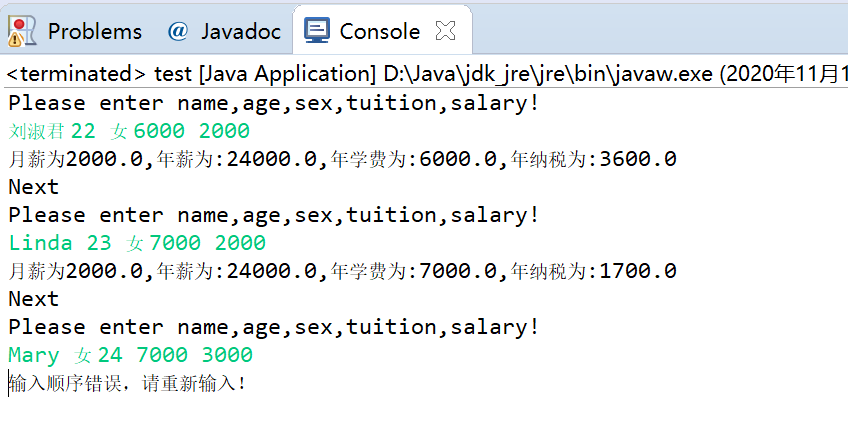 Problems @ Javadoc Console
<terminated> test [Java Application] D:\Java\jdk_jre\jre\bin\javaw.exe (2020年11月1
Please enter name,age,sex,tuition,salary!
刘淑君 22 女 6000 2000
月薪为2000.0,年薪为:24000.0,年学费为:6000.0,年纳税为:3600.0
Next
Please enter name,age,sex,tuition,salary!
Linda 23 女 7000 2000
月薪为2000.0,年薪为:24000.0,年学费为:7000.0,年纳税为:1700.0
Next
Please enter name,age,sex,tuition,salary!
Mary 女 24 7000 3000
输入顺序错误，请重新输入!